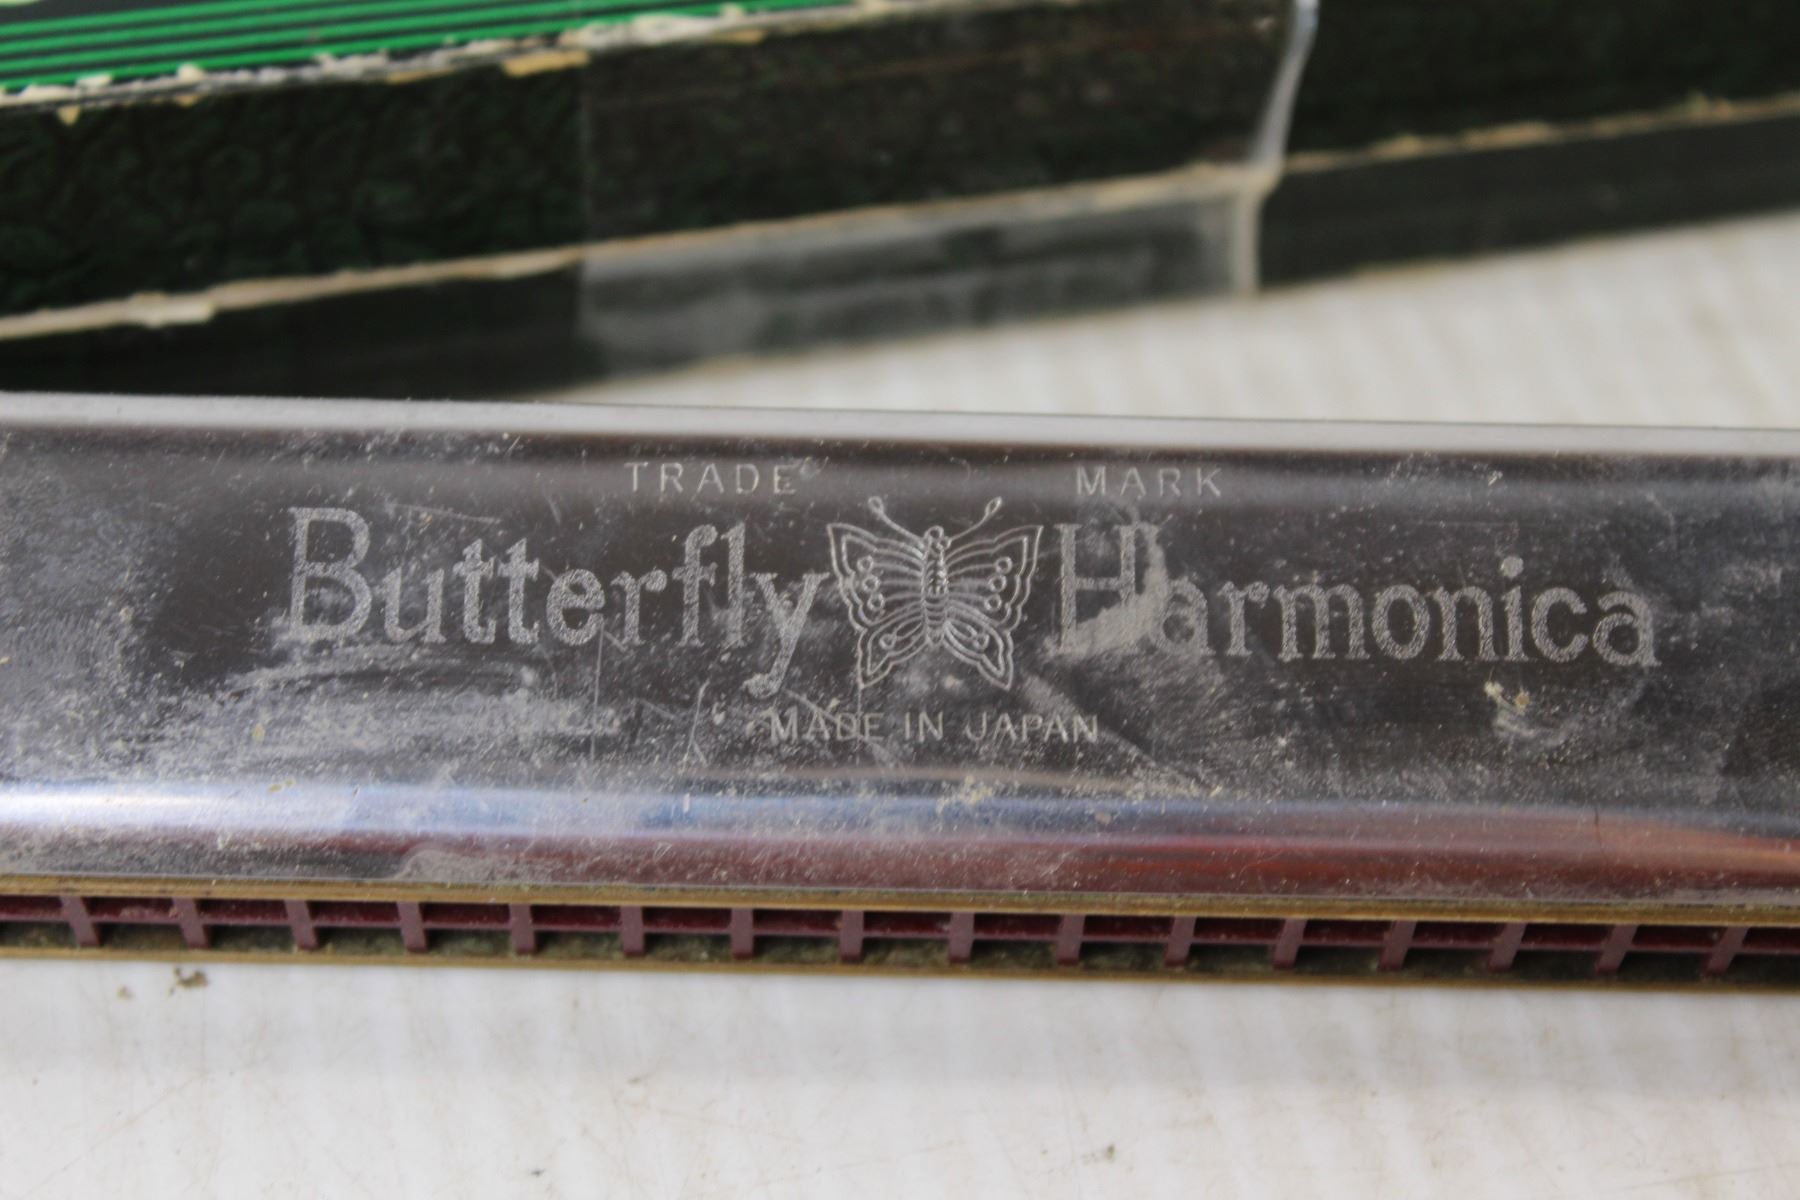 TRADE MARK
Butterfly Harmonica
MADE IN JAPAN